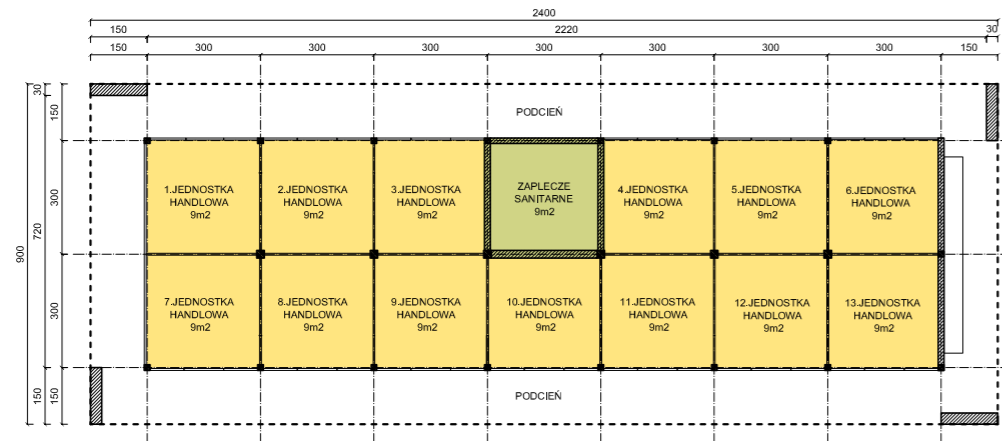 2400
150
2220
30
150
300
300
300
300
300
300
300
150
900
30
720
150
150
300
300
150
PODCIEŃ
1.JEDNOSTKA
HANDLOWA
9m2
2.JEDNOSTKA
HANDLOWA
9m2
3.JEDNOSTKA
HANDLOWA
9m2
ZAPLECZE
SANITARNE
9m2
4.JEDNOSTKA
HANDLOWA
9m2
5.JEDNOSTKA
HANDLOWA
9m2
6.JEDNOSTKA
HANDLOWA
9m2
7.JEDNOSTKA
HANDLOWA
9m2
8.JEDNOSTKA
HANDLOWA
9m2
9.JEDNOSTKA
HANDLOWA
9m2
10.JEDNOSTKA
HANDLOWA
9m2
11.JEDNOSTKA
HANDLOWA
9m2
12.JEDNOSTKA
HANDLOWA
9m2
13.JEDNOSTKA
HANDLOWA
9m2
PODCIEŃ